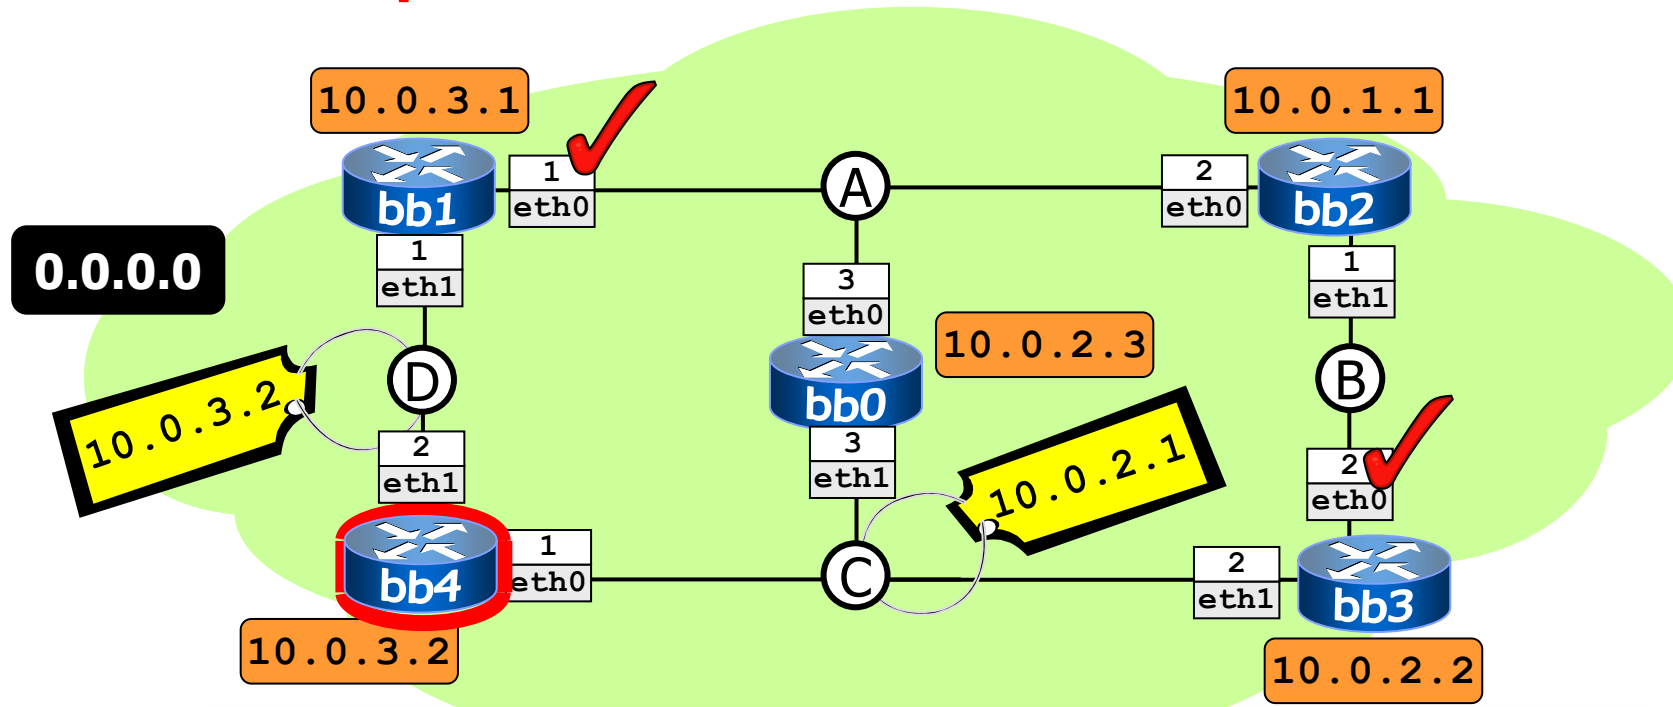 10.0.3.1
10.0.1.1
1
eth0
A
2
eth0
bb1
bb2
0.0.0.0
1
eth1
3
eth0
1
eth1
10.0.2.3
D
B
10.0.3.2
bb0
2
eth1
3
eth1
10.0.2.1
2
eth0
bb4
1
eth0
C
2
eth1
bb3
10.0.3.2
10.0.2.2